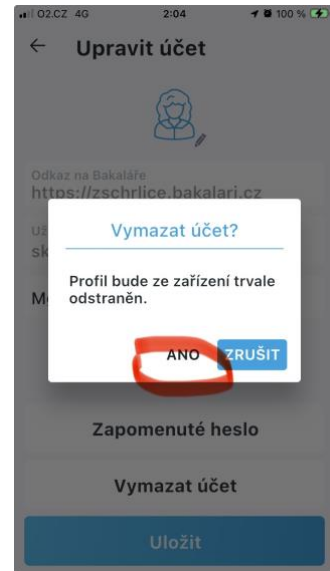 O2.CZ 4G 2:04 100 %
Upravit účet
Odkaz na Bakaláře
https://zschrlice.bakalari.cz
Vymazat účet?
Profil bude ze zařízení trvale
odstraněn.
ANO ZRUŠIT
Zapomenuté heslo
Vymazat účet
Uložit